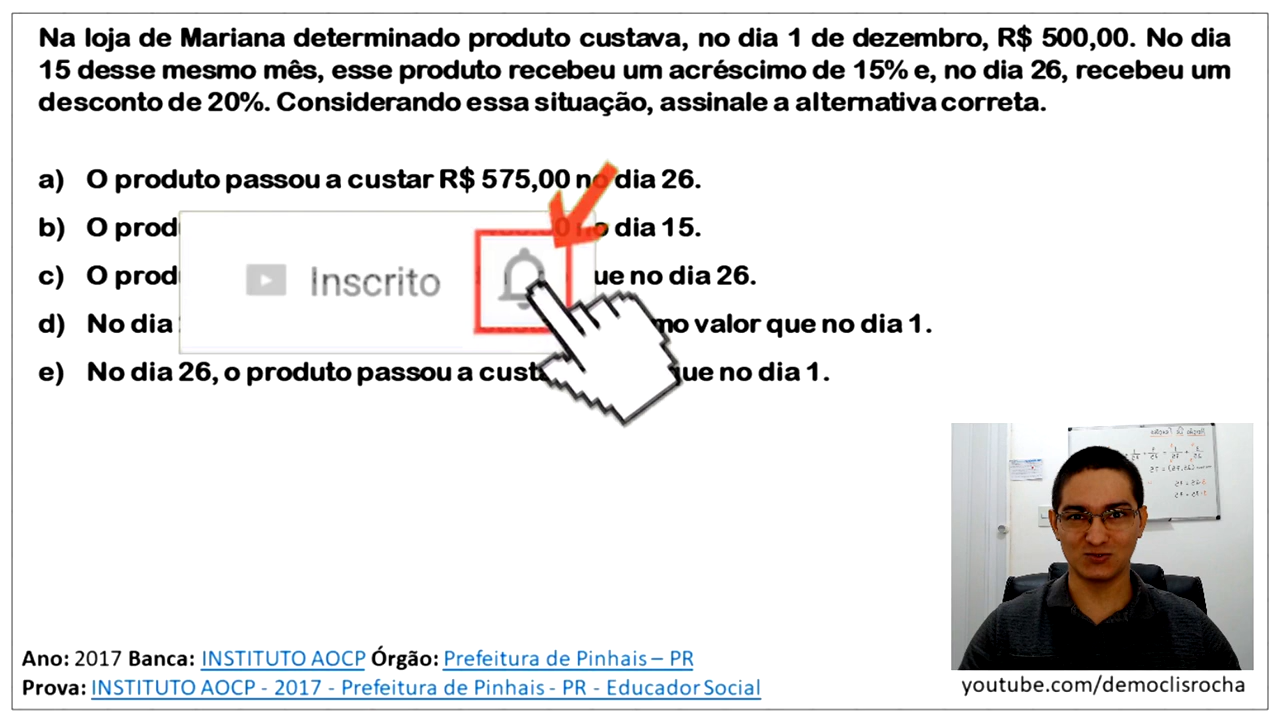 Na loja de Mariana determinado produto custava, no dia 1 de dezembro, R$ 500,00. No dia
15 desse mesmo mês, esse produto recebeu um acréscimo de 15% e, no dia 26, recebeu um
desconto de 20%. Considerando essa situação, assinale a alternativa correta.
a) O produto passou a custar R$ 575,00 no dia 26.
b) O prod 0 no dia 15.
c) O prod ue no dia 26.
Inscrito
d) No dia mo valor que no dia 1.
e) No dia 26, o produto passou a cust que no dia 1.
Ano: 2017 Banca: INSTITUTO AOCP Órgão: Prefeitura de Pinhais – PR
Prova: INSTITUTO AOCP - 2017 - Prefeitura de Pinhais - PR - Educador Social
youtube.com/democlisrocha